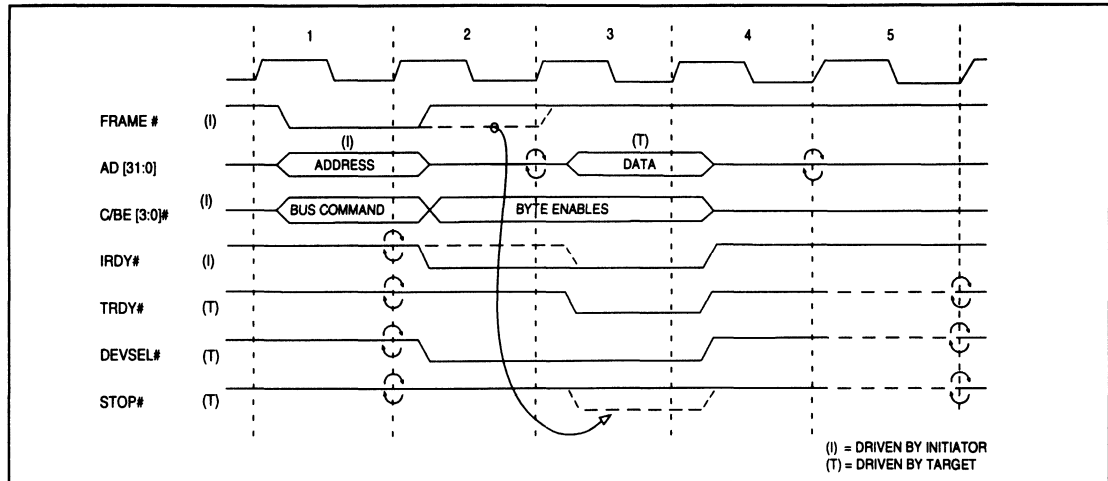 1 2 3 4 5
FRAME # (I)
(I) (T)
AD [31:0] ADDRESS DATA
C/BE [3:0]# (I) BUS COMMAND BYTE ENABLES
IRDY# (I)
TRDY# (T)
DEVSEL# (T)
STOP# (T)
(I) = DRIVEN BY INITIATOR
(T) = DRIVEN BY TARGET